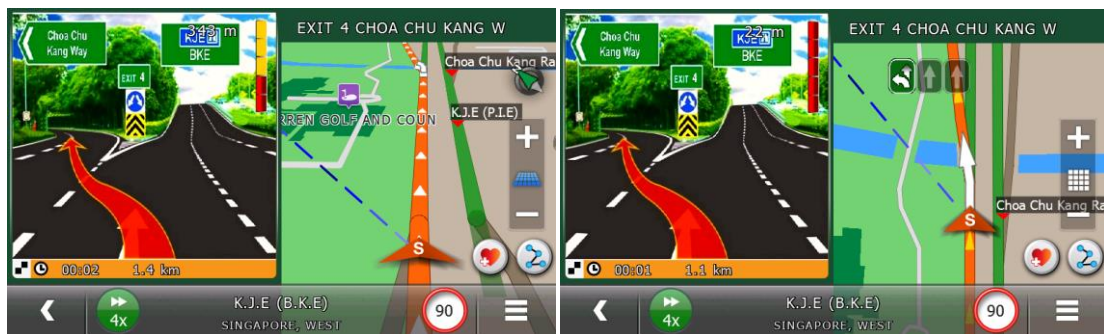 Choa Chu
Kang Way
343 m
KJE
BKE
EXIT 4
00:02 1.4 km
EXIT 4 CHOA CHU KANG W
Choa Chu Kang Ra
RREN GOLF AND COUN
K.J.E (P.I.E)
S
4x
K.J.E (B.K.E)
SINGAPORE, WEST
90
Choa Chu
Kang Way
22 m
KJE
BKE
EXIT 4
00:01 1.1 km
EXIT 4 CHOA CHU KANG W
Choa Chu Kang Ra
S
4x
K.J.E (B.K.E)
SINGAPORE, WEST
90